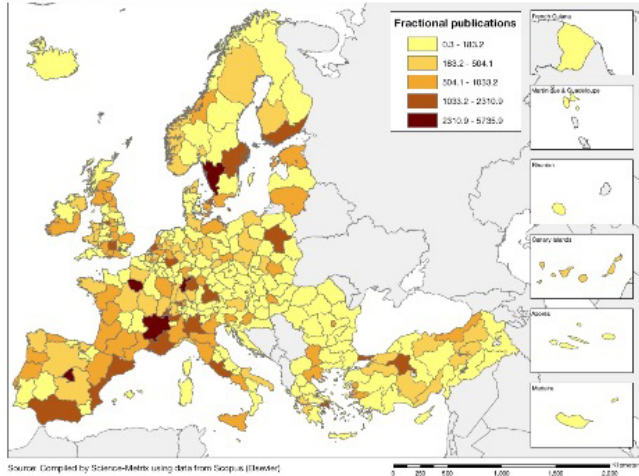 Fractional publications
0.3 - 183.2
183.2 - 504.1
504.1 - 1033.2
1033.2 - 2310.9
2310.9 - 5735.9
French Guiana
Martinique & Guadeloupe
Réunion
Canary Islands
Azores
Madeira
Source: Compiled by Science-Metrix using data from Scopus (Elsevier)
0 250 500 1,000 1,500 2,000